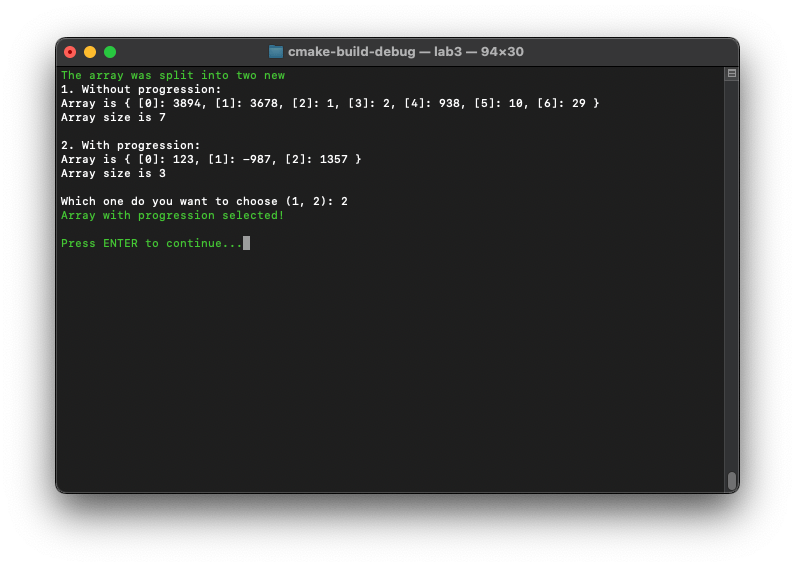 cmake-build-debug — lab3 — 94×30
The array was split into two new
1. Without progression:
Array is { [0]: 3894, [1]: 3678, [2]: 1, [3]: 2, [4]: 938, [5]: 10, [6]: 29 }
Array size is 7
2. With progression:
Array is { [0]: 123, [1]: -987, [2]: 1357 }
Array size is 3
Which one do you want to choose (1, 2): 2
Array with progression selected!
Press ENTER to continue...